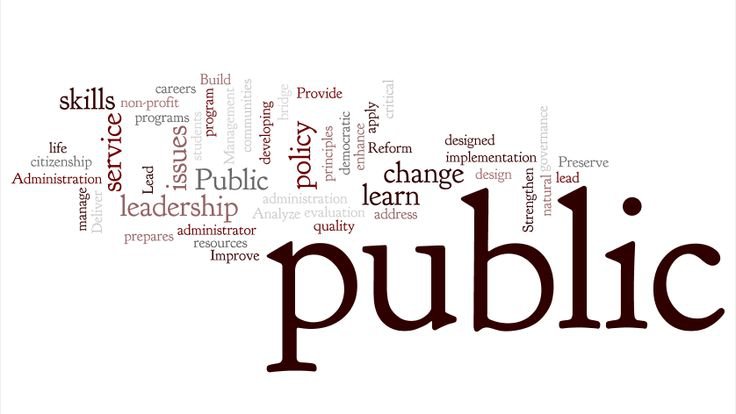 skills
non-profit
careers
programs
Build
program
students
Management
communities
developing
bridge
Provide
policy
principles
democratic
enhance
apply
critical
Reform
life
citizenship
Administration
manage
Deliver
service
Lead
issues
Public
leadership
prepares
administrator
resources
Improve
administration
Analyze
evaluation
quality
change
learn
address
designed
implementation
design
Strengthen
natural
governance
Preserve
lead
public